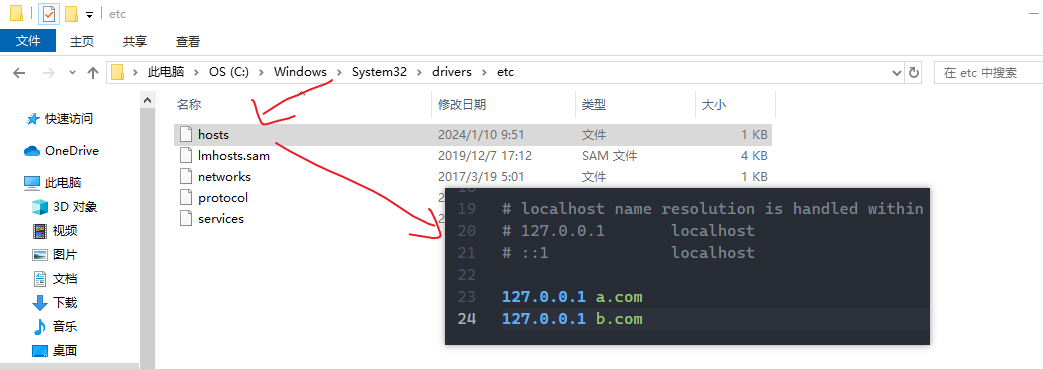 etc
文件 主页 共享 查看
此电脑 OS (C:) Windows System32 drivers etc 在 etc 中搜索
名称 修改日期 类型 大小
快速访问
OneDrive
此电脑
3D 对象
视频
图片
文档
下载
音乐
桌面
hosts 2024/1/10 9:51 文件 1 KB
lmhosts.sam 2019/12/7 17:12 SAM 文件 4 KB
networks 2017/3/19 5:01 文件 1 KB
protocol 2
services 2
19 # localhost name resolution is handled within
20 # 127.0.0.1 localhost
21 # ::1 localhost
22
23 127.0.0.1 a.com
24 127.0.0.1 b.com